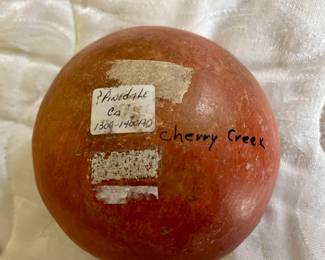 ? Pinedale
Ca
1300-1400AD
Cherry Creek